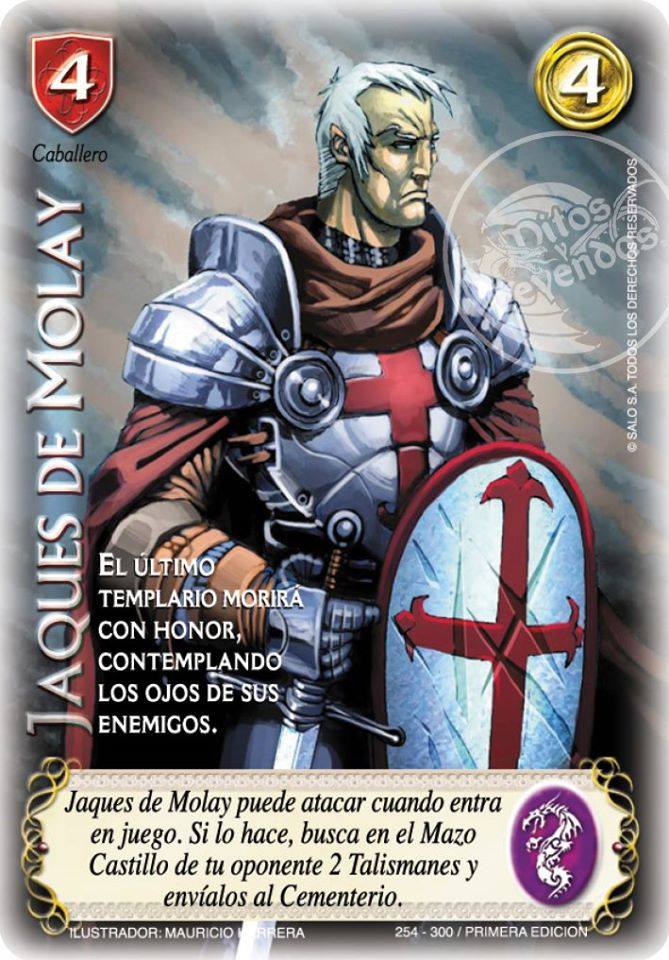 4
4
Caballero
JAQUES DE MOLAY
Mitos
y
Leyendas
© SALO S.A. TODOS LOS DERECHOS RESERVADOS
EL ÚLTIMO
TEMPLARIO MORIRÁ
CON HONOR,
CONTEMPLANDO
LOS OJOS DE SUS
ENEMIGOS.
Jaques de Molay puede atacar cuando entra
en juego. Si lo hace, busca en el Mazo
Castillo de tu oponente 2 Talismanes y
envíalos al Cementerio.
ILUSTRADOR: MAURICIO HERRERA
254 - 300 / PRIMERA EDICION